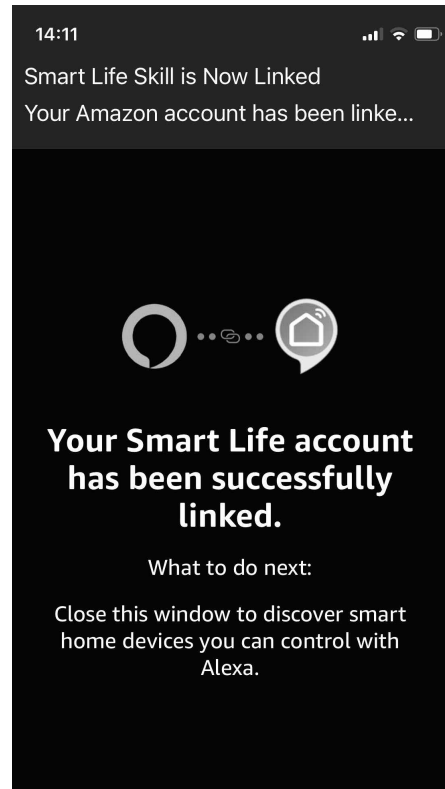 14:11
Smart Life Skill is Now Linked
Your Amazon account has been linke...
Your Smart Life account
has been successfully
linked.
What to do next:
Close this window to discover smart
home devices you can control with
Alexa.